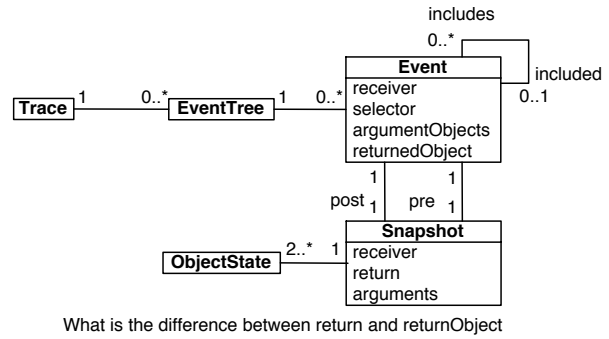 includes
0..*
Event
included
0..1
receiver
selector
argumentObjects
returnedObject
Trace
1
0..*
EventTree
1
0..*
1
1
post
1
pre
1
Snapshot
receiver
return
arguments
ObjectState
2..*
1
What is the difference between return and returnObject